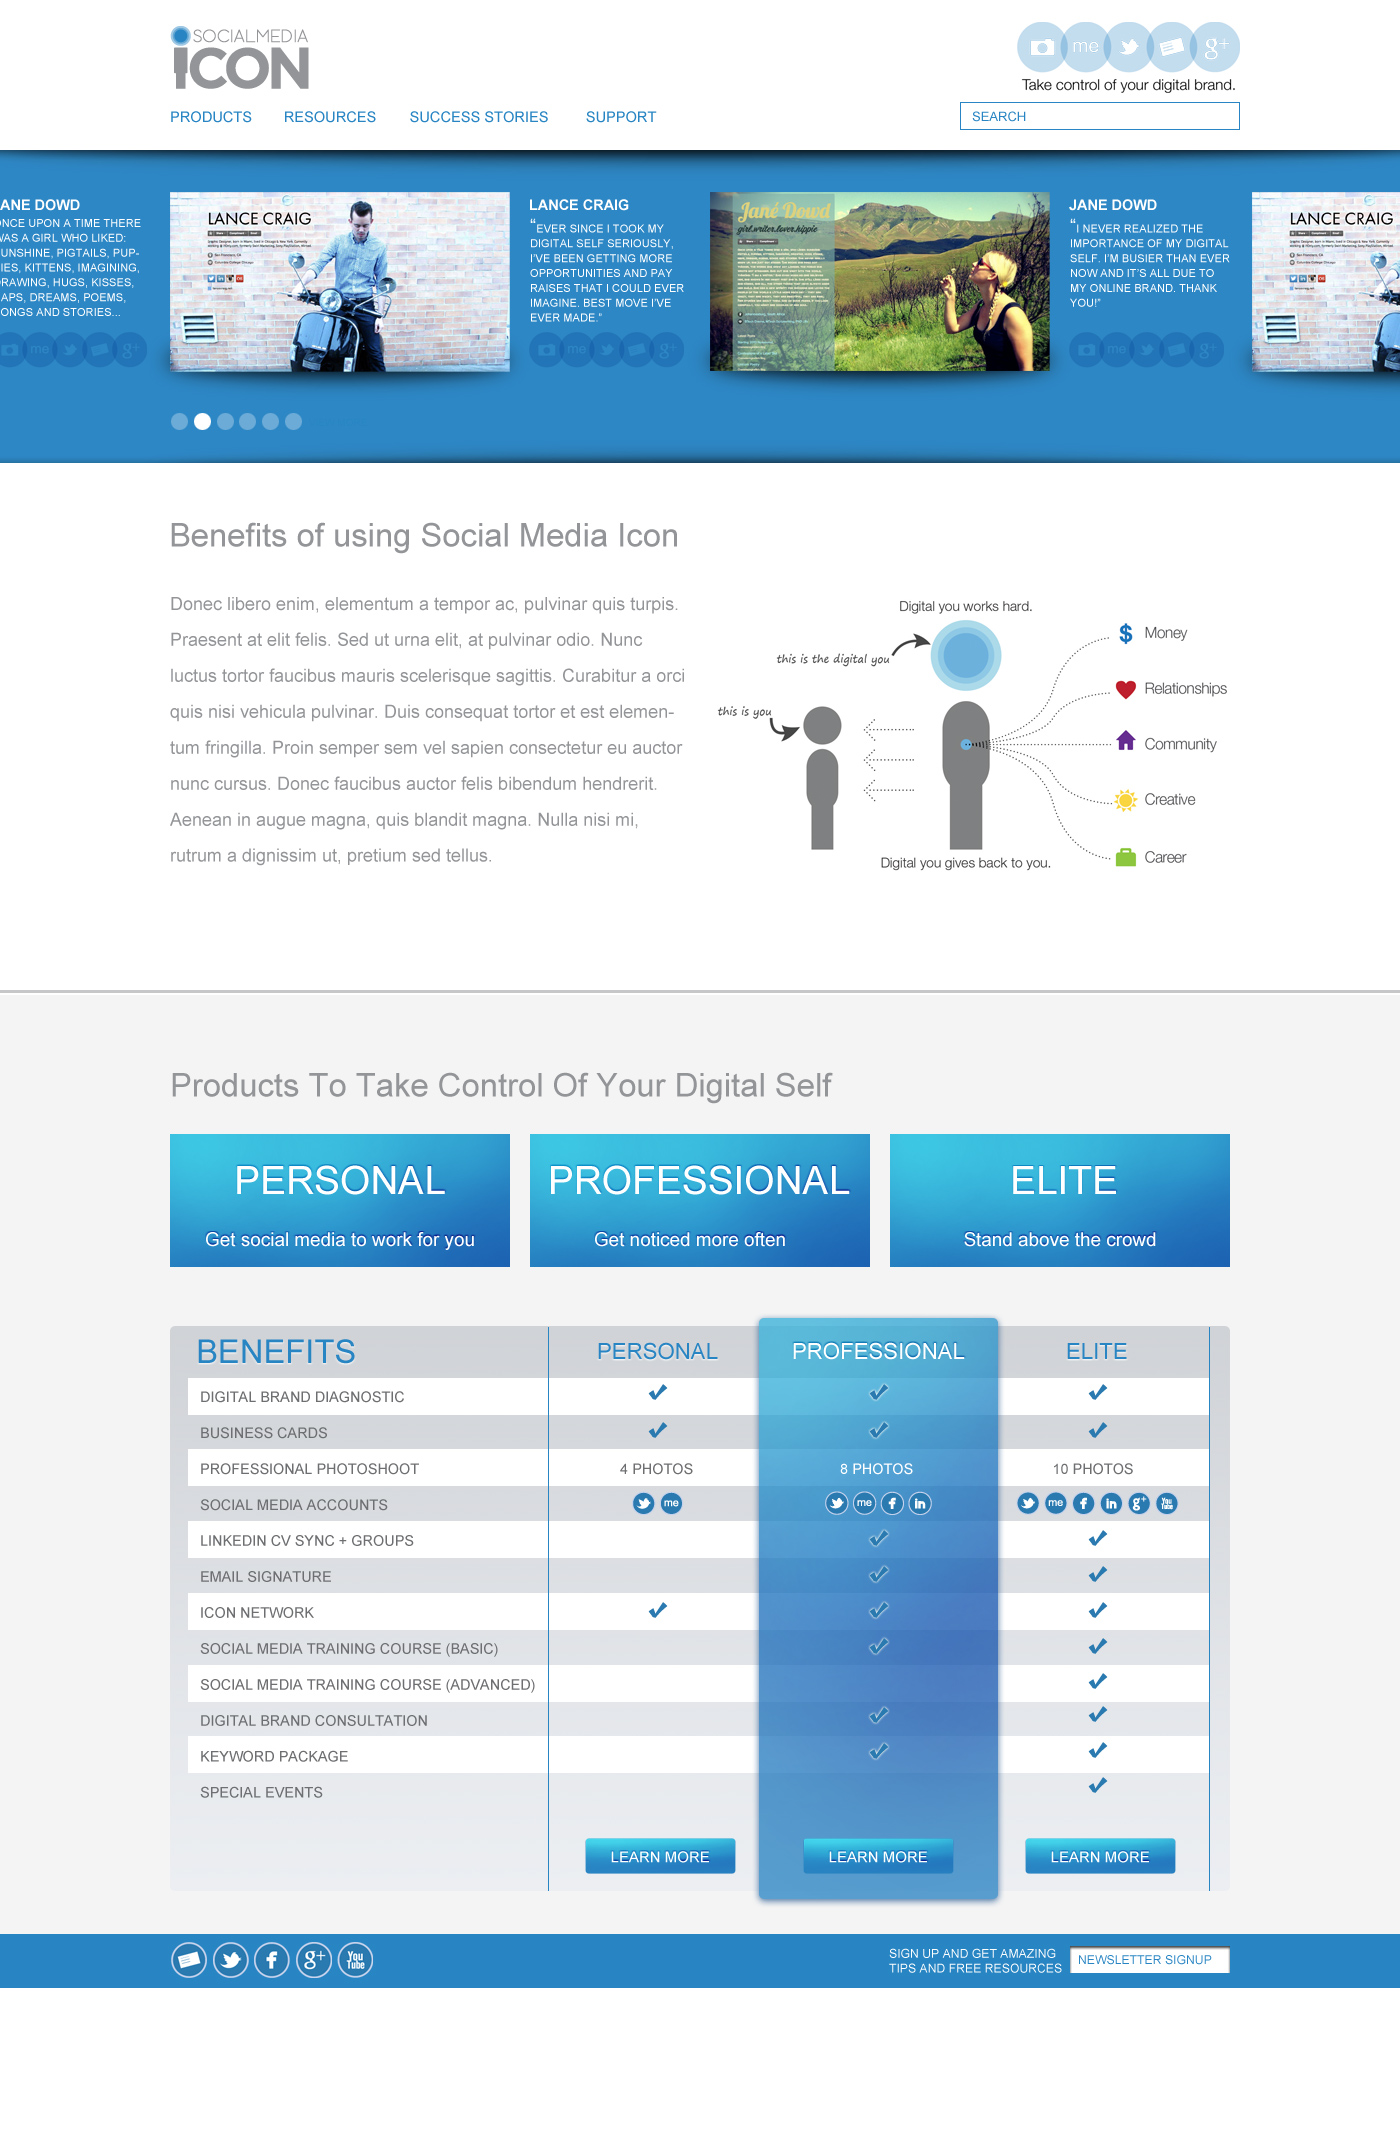 SOCIALMEDIA
ICON
me
g+
Take control of your digital brand.
PRODUCTS RESOURCES SUCCESS STORIES SUPPORT
SEARCH
ANE DOWD
ONCE UPON A TIME THERE
WAS A GIRL WHO LIKED:
UNSHINE, PIGTAILS, PUP-
IES, KITTENS, IMAGINING,
RAWING, HUGS, KISSES,
APS, DREAMS, POEMS,
ONGS AND STORIES...
me g+
LANCE CRAIG
LANCE CRAIG
“EVER SINCE I TOOK MY
DIGITAL SELF SERIOUSLY,
I'VE BEEN GETTING MORE
OPPORTUNITIES AND PAY
RAISES THAT I COULD EVER
IMAGINE. BEST MOVE I'VE
EVER MADE.”
me g+
Jané Dowd
girl.writer.lover.hippie
JANE DOWD
“I NEVER REALIZED THE
IMPORTANCE OF MY DIGITAL
SELF. I'M BUSIER THAN EVER
NOW AND IT'S ALL DUE TO
MY ONLINE BRAND. THANK
YOU!”
me g+
LANCE CRAIG
Benefits of using Social Media Icon
Donec libero enim, elementum a tempor ac, pulvinar quis turpis.
Praesent at elit felis. Sed ut urna elit, at pulvinar odio. Nunc
luctus tortor faucibus mauris scelerisque sagittis. Curabitur a orci
quis nisi vehicula pulvinar. Duis consequat tortor et est elemen-
tum fringilla. Proin semper sem vel sapien consectetur eu auctor
nunc cursus. Donec faucibus auctor felis bibendum hendrerit.
Aenean in augue magna, quis blandit magna. Nulla nisi mi,
rutrum a dignissim ut, pretium sed tellus.
Digital you works hard.
this is the digital you
this is you
$ Money
Relationships
Community
Creative
Career
Digital you gives back to you.
Products To Take Control Of Your Digital Self
PERSONAL
Get social media to work for you
PROFESSIONAL
Get noticed more often
ELITE
Stand above the crowd
BENEFITS PERSONAL PROFESSIONAL ELITE
DIGITAL BRAND DIAGNOSTIC
BUSINESS CARDS
PROFESSIONAL PHOTOSHOOT 4 PHOTOS 8 PHOTOS 10 PHOTOS
SOCIAL MEDIA ACCOUNTS me me f in me f in g+ You Tube
LINKEDIN CV SYNC + GROUPS
EMAIL SIGNATURE
ICON NETWORK
SOCIAL MEDIA TRAINING COURSE (BASIC)
SOCIAL MEDIA TRAINING COURSE (ADVANCED)
DIGITAL BRAND CONSULTATION
KEYWORD PACKAGE
SPECIAL EVENTS
LEARN MORE LEARN MORE LEARN MORE
f g+ You Tube
SIGN UP AND GET AMAZING
TIPS AND FREE RESOURCES
NEWSLETTER SIGNUP